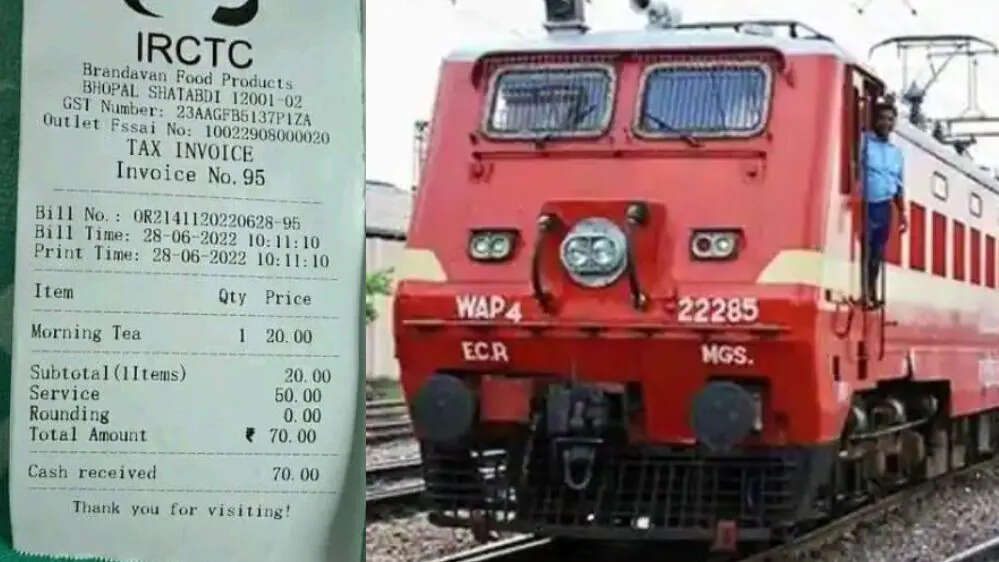 IRCTC
Brandavan Food Products
BHOPAL SHATABDI 12001-02
GST Number: 23AAGFB5137P1ZA
Outlet Fssai No: 10022908000020
TAX INVOICE
Invoice No.95
Bill No.: OR2141120220628-95
Bill Time: 28-06-2022 10:11:10
Print Time: 28-06-2022 10:11:10
Item Qty Price
Morning Tea 1 20.00
Subtotal(1Items) 20.00
Service 50.00
Rounding 0.00
Total Amount ₹ 70.00
Cash received 70.00
Thank you for visiting!
WAP4 22285
E.C.R MGS.